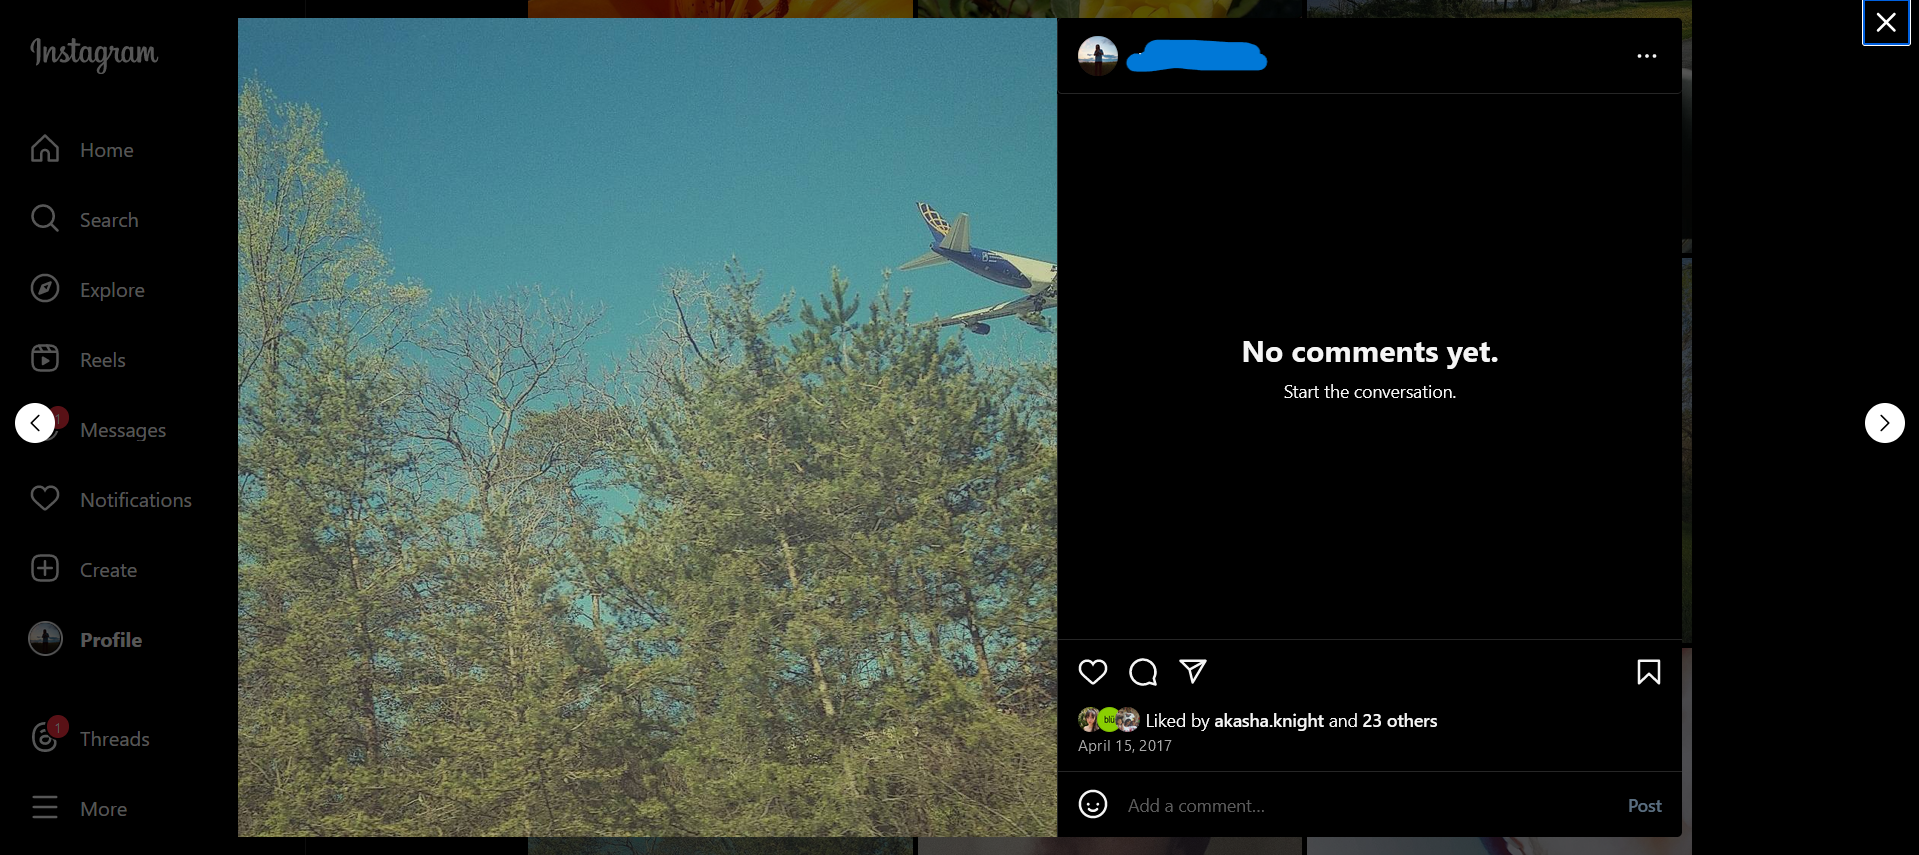 Instagram
Home
Search
Explore
Reels
1
Messages
Notifications
Create
Profile
1
Threads
More
No comments yet.
Start the conversation.
blü
Liked by akasha.knight and 23 others
April 15, 2017
Add a comment...
Post